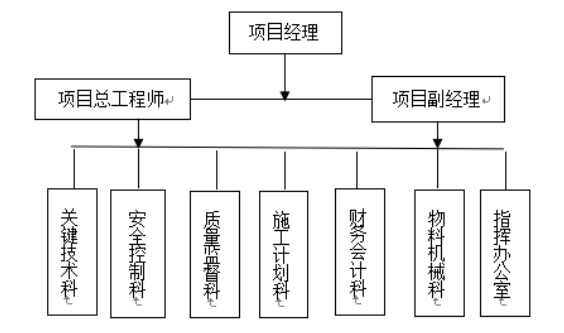 项目经理
项目总工程师
项目副经理
关键技术科
安全控制科
质量监督科
施工计划科
财务会计科
物料机械科
指挥办公室